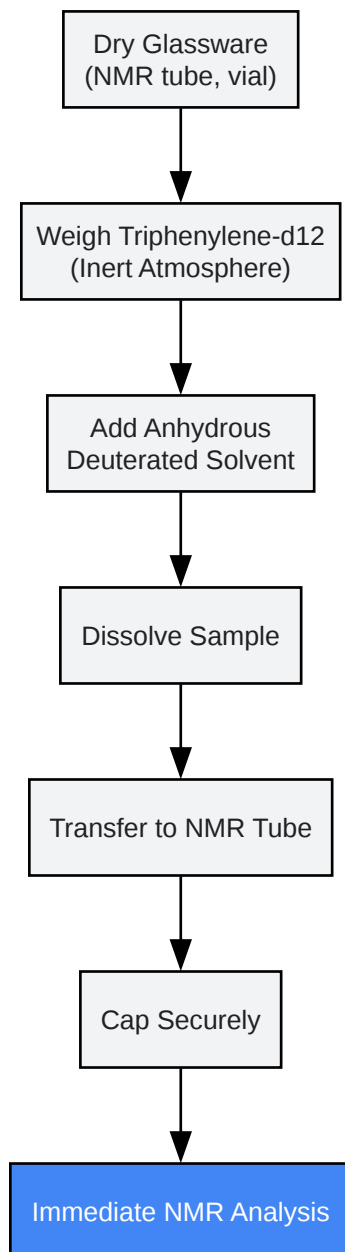 Dry Glassware
(NMR tube, vial)
Weigh Triphenylene-d12
(Inert Atmosphere)
Add Anhydrous
Deuterated Solvent
Dissolve Sample
Transfer to NMR Tube
Cap Securely
Immediate NMR Analysis